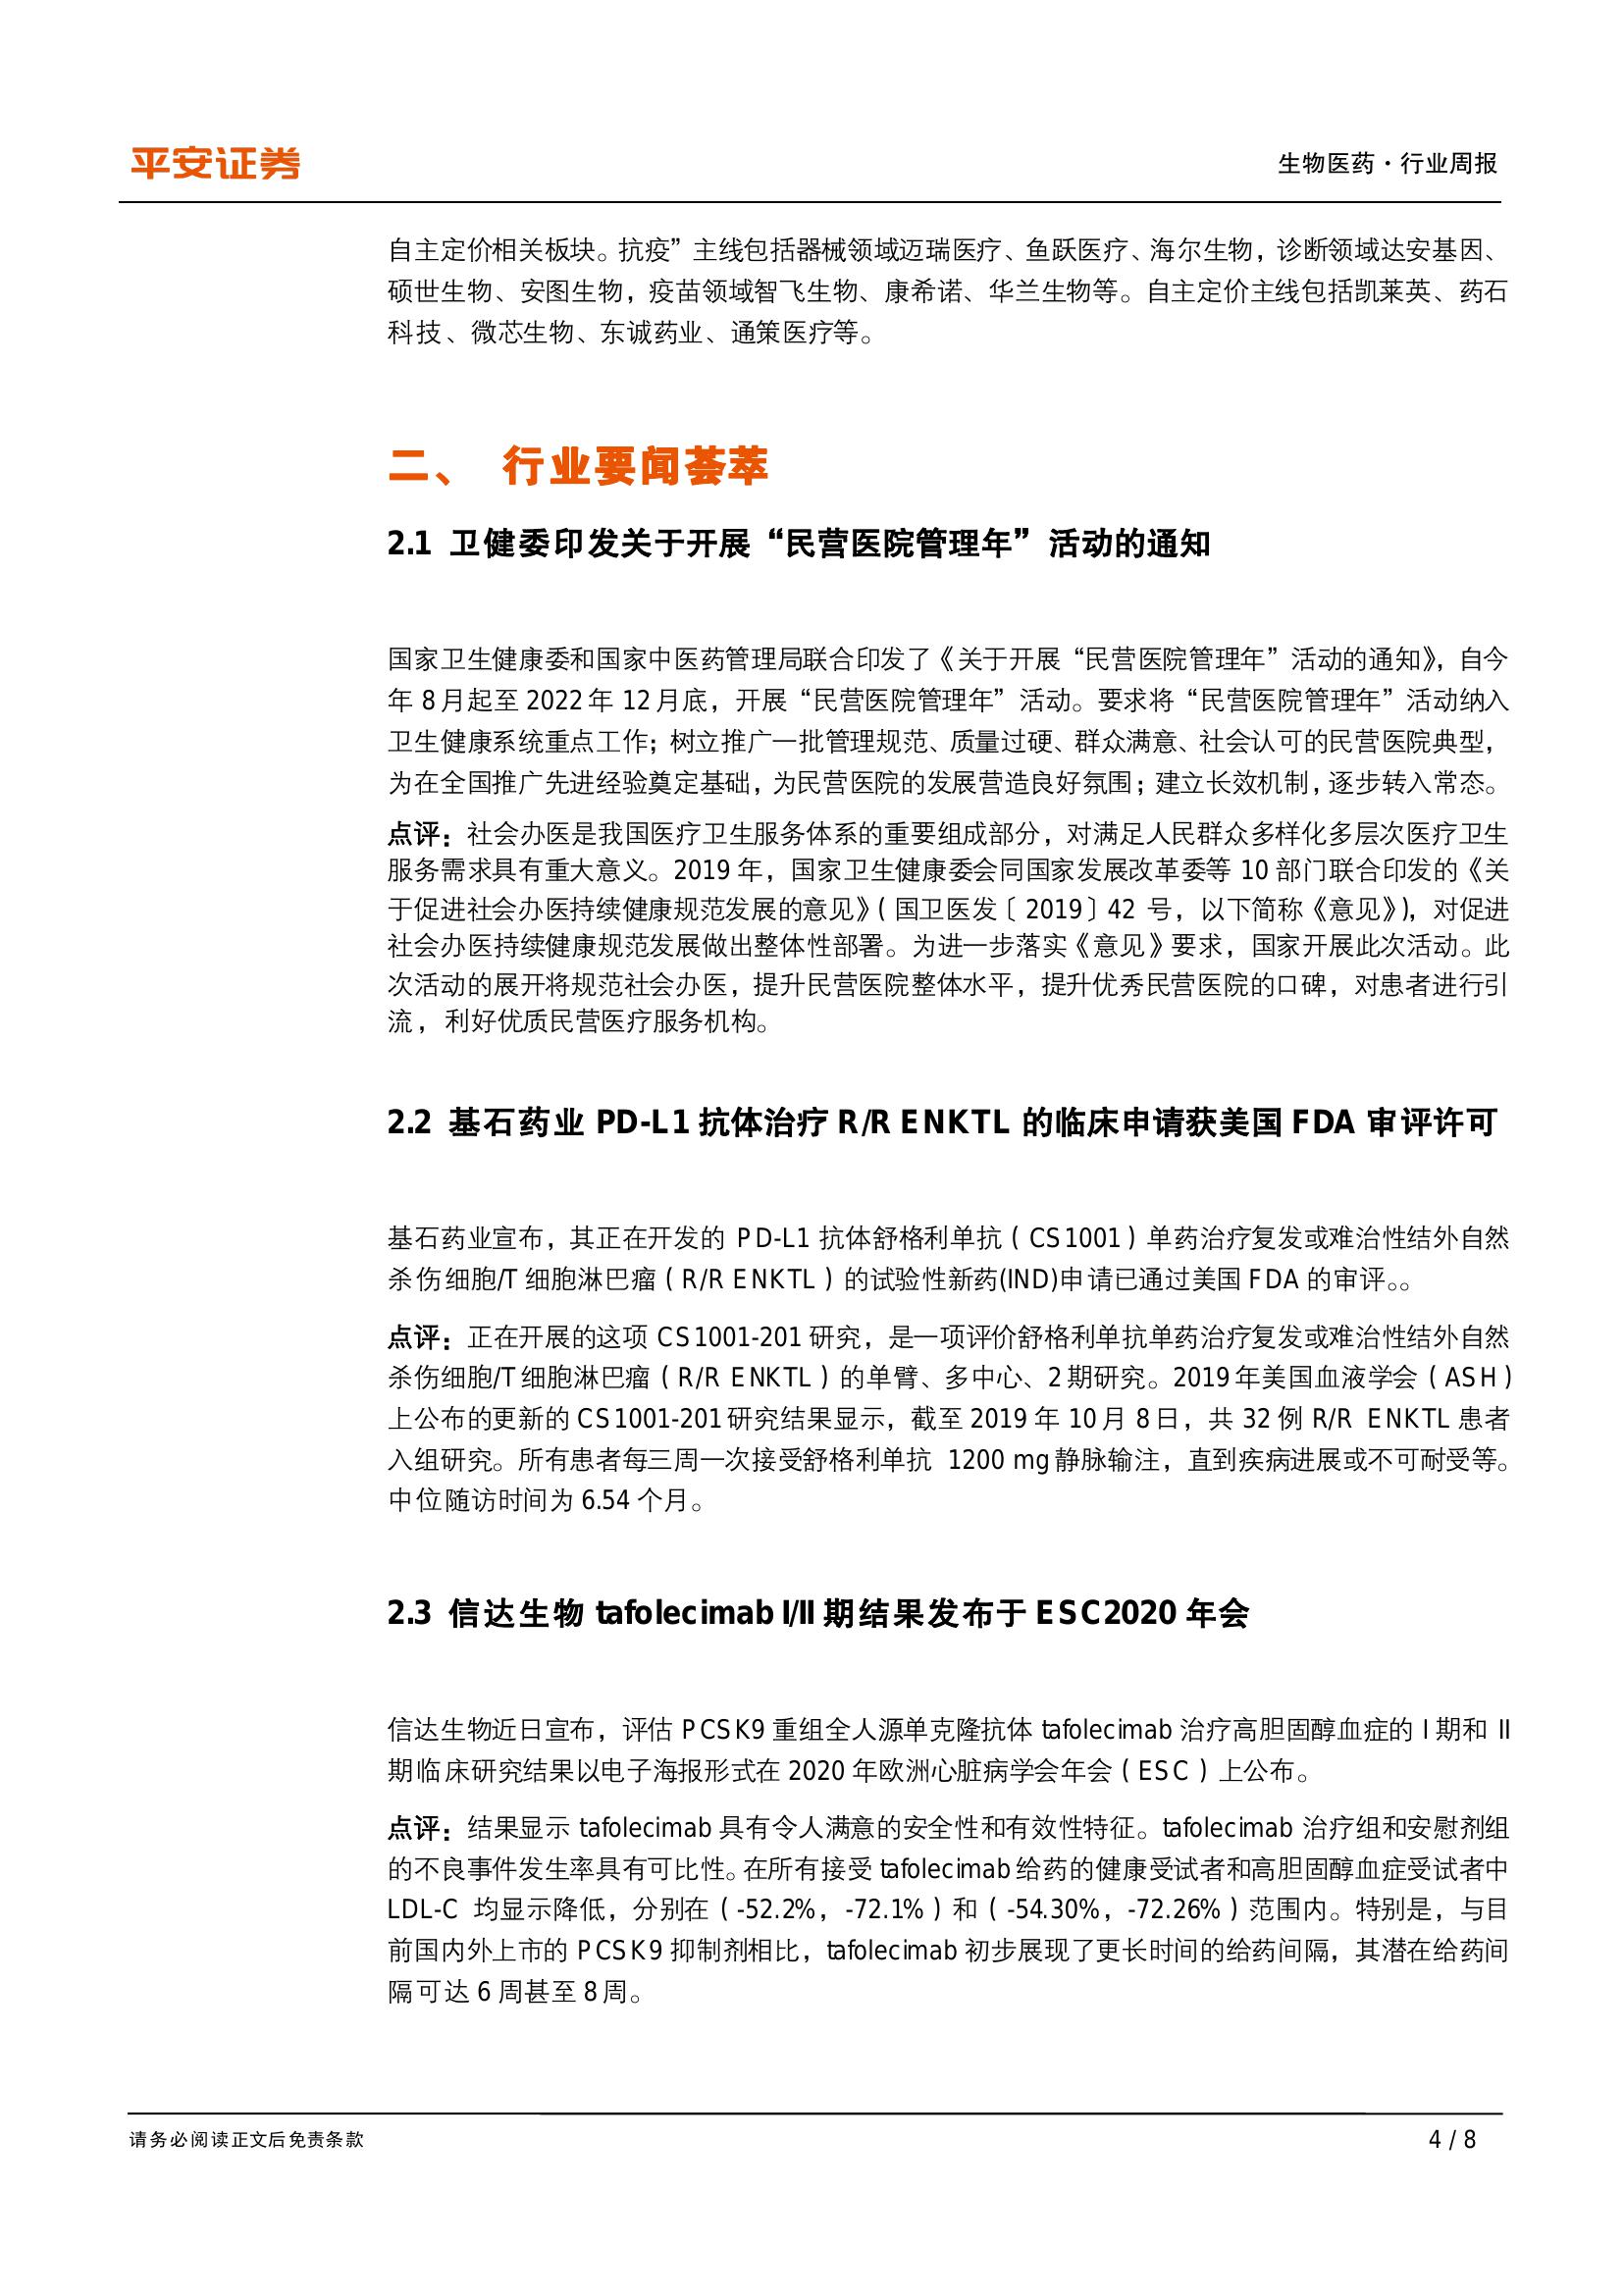 平安证券
生物医药·行业周报
自主定价相关板块。抗疫”主线包括器械领域迈瑞医疗、鱼跃医疗、海尔生物，诊断领域达安基因、
硕世生物、安图生物，疫苗领域智飞生物、康希诺、华兰生物等。自主定价主线包括凯莱英、药石
科技、微芯生物、东诚药业、通策医疗等。
二、 行业要闻荟萃
2.1 卫健委印发关于开展“民营医院管理年”活动的通知
国家卫生健康委和国家中医药管理局联合印发了《关于开展“民营医院管理年”活动的通知》，自今
年 8 月起至 2022 年 12 月底，开展“民营医院管理年”活动。要求将“民营医院管理年”活动纳入
卫生健康系统重点工作；树立推广一批管理规范、质量过硬、群众满意、社会认可的民营医院典型，
为在全国推广先进经验奠定基础，为民营医院的发展营造良好氛围；建立长效机制，逐步转入常态。
点评：社会办医是我国医疗卫生服务体系的重要组成部分，对满足人民群众多样化多层次医疗卫生
服务需求具有重大意义。2019 年，国家卫生健康委会同国家发展改革委等 10 部门联合印发的《关
于促进社会办医持续健康规范发展的意见》（国卫医发〔2019〕42 号，以下简称《意见》），对促进
社会办医持续健康规范发展做出整体性部署。为进一步落实《意见》要求，国家开展此次活动。此
次活动的展开将规范社会办医，提升民营医院整体水平，提升优秀民营医院的口碑，对患者进行引
流，利好优质民营医疗服务机构。
2.2 基石药业 PD-L1 抗体治疗 R/R ENKTL 的临床申请获美国 FDA 审评许可
基石药业宣布，其正在开发的 PD-L1 抗体舒格利单抗（CS1001）单药治疗复发或难治性结外自然
杀伤细胞/T 细胞淋巴瘤（R/R ENKTL）的试验性新药(IND)申请已通过美国 FDA 的审评。。
点评：正在开展的这项 CS1001-201 研究，是一项评价舒格利单抗单药治疗复发或难治性结外自然
杀伤细胞/T 细胞淋巴瘤（R/R ENKTL）的单臂、多中心、2 期研究。2019 年美国血液学会（ASH）
上公布的更新的 CS1001-201 研究结果显示，截至 2019 年 10 月 8 日，共 32 例 R/R ENKTL 患者
入组研究。所有患者每三周一次接受舒格利单抗 1200 mg 静脉输注，直到疾病进展或不可耐受等。
中位随访时间为 6.54 个月。
2.3 信达生物 tafolecimab I/II 期结果发布于 ESC2020 年会
信达生物近日宣布，评估 PCSK9 重组全人源单克隆抗体 tafolecimab 治疗高胆固醇血症的 I 期和 II
期临床研究结果以电子海报形式在 2020 年欧洲心脏病学会年会（ESC）上公布。
点评：结果显示 tafolecimab 具有令人满意的安全性和有效性特征。tafolecimab 治疗组和安慰剂组
的不良事件发生率具有可比性。在所有接受 tafolecimab 给药的健康受试者和高胆固醇血症受试者中
LDL-C 均显示降低，分别在（-52.2%，-72.1%）和（-54.30%，-72.26%）范围内。特别是，与目
前国内外上市的 PCSK9 抑制剂相比，tafolecimab 初步展现了更长时间的给药间隔，其潜在给药间
隔可达 6 周甚至 8 周。
请务必阅读正文后免责条款
4 / 8